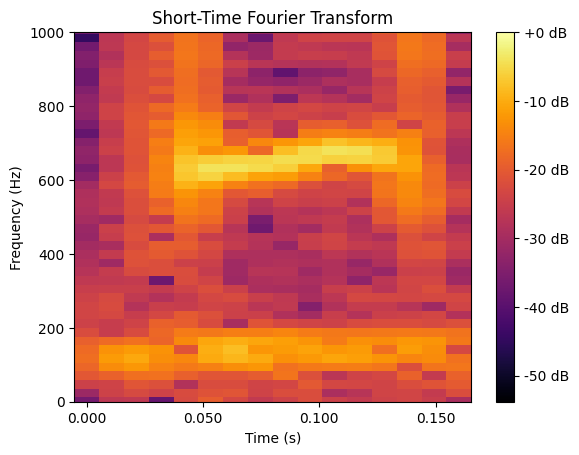 Short-Time Fourier Transform
1000
800
600
400
200
0
Frequency (Hz)
0.000
0.050
0.100
0.150
Time (s)
+0 dB
-10 dB
-20 dB
-30 dB
-40 dB
-50 dB